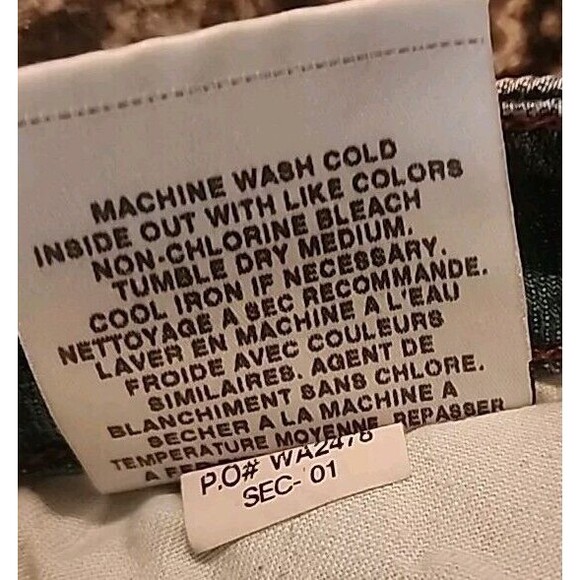 MACHINE WASH COLD
INSIDE OUT WITH LIKE COLORS
NON-CHLORINE BLEACH
TUMBLE DRY MEDIUM.
COOL IRON IF NECESSARY.
NETTOYAGE A SEC RECOMMANDE.
LAVER EN MACHINE A L'EAU
FROIDE AVEC COULEURS
SIMILAIRES. AGENT DE
BLANCHIMENT SANS CHLORE.
SECHER A LA MACHINE A
TEMPERATURE MOYENNE. REPASSER
A FER
P.O# WA2478
SEC- 01